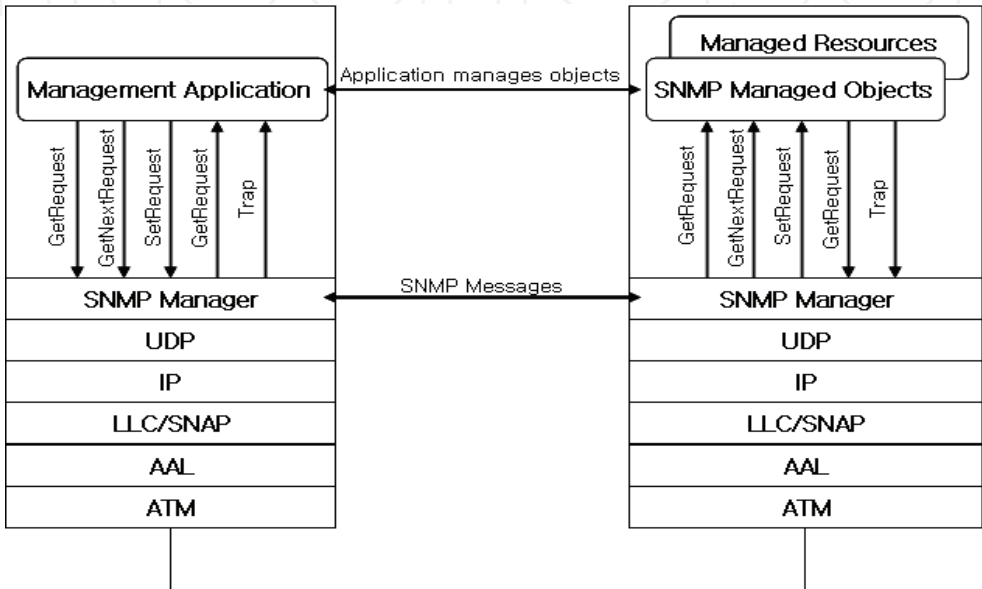 Managed Resources
Management Application
Application manages objects
SNMP Managed Objects
GetRequest
GetNextRequest
SetRequest
GetRequest
Trap
GetRequest
GetNextRequest
SetRequest
GetRequest
Trap
SNMP Manager
SNMP Messages
SNMP Manager
UDP
UDP
IP
IP
LLC/SNAP
LLC/SNAP
AAL
AAL
ATM
ATM